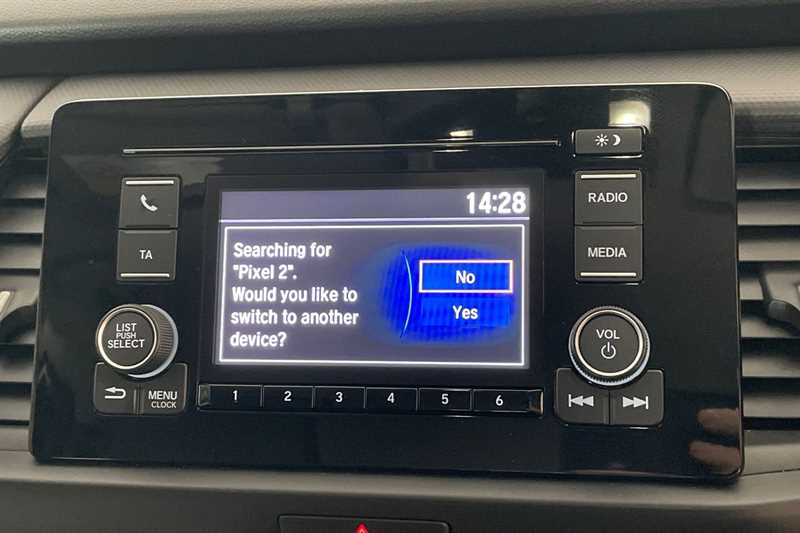 14:28
RADIO
TA
MEDIA
Searching for
"Pixel 2".
Would you like to
switch to another
device?
No
Yes
LIST
PUSH
SELECT
VOL
MENU
CLOCK
1 2 3 4 5 6